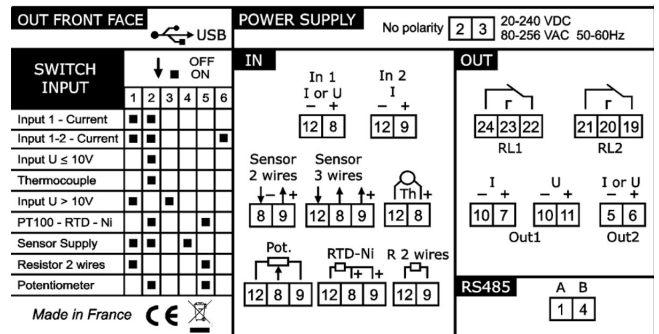 OUT FRONT FACE
USB
POWER SUPPLY
No polarity 2 3 20-240 VDC
80-256 VAC 50-60Hz
SWITCH INPUT
OFF
ON
1 2 3 4 5 6
Input 1 - Current
Input 1-2 - Current
Input U ≤ 10V
Thermocouple
Input U > 10V
PT100 - RTD - Ni
Sensor Supply
Resistor 2 wires
Potentiometer
Made in France CE
IN
In 1 In 2
I or U I
− + − +
12 8 12 9
Sensor Sensor
2 wires 3 wires
− + + Th +
8 9 12 8 9 12 8
Pot. RTD-Ni R 2 wires
+ +
12 8 9 12 8 9 12 9
OUT
r r
24 23 22 21 20 19
RL1 RL2
I U I or U
− + − + − +
10 7 10 11 5 6
Out1 Out2
RS485
A B
1 4